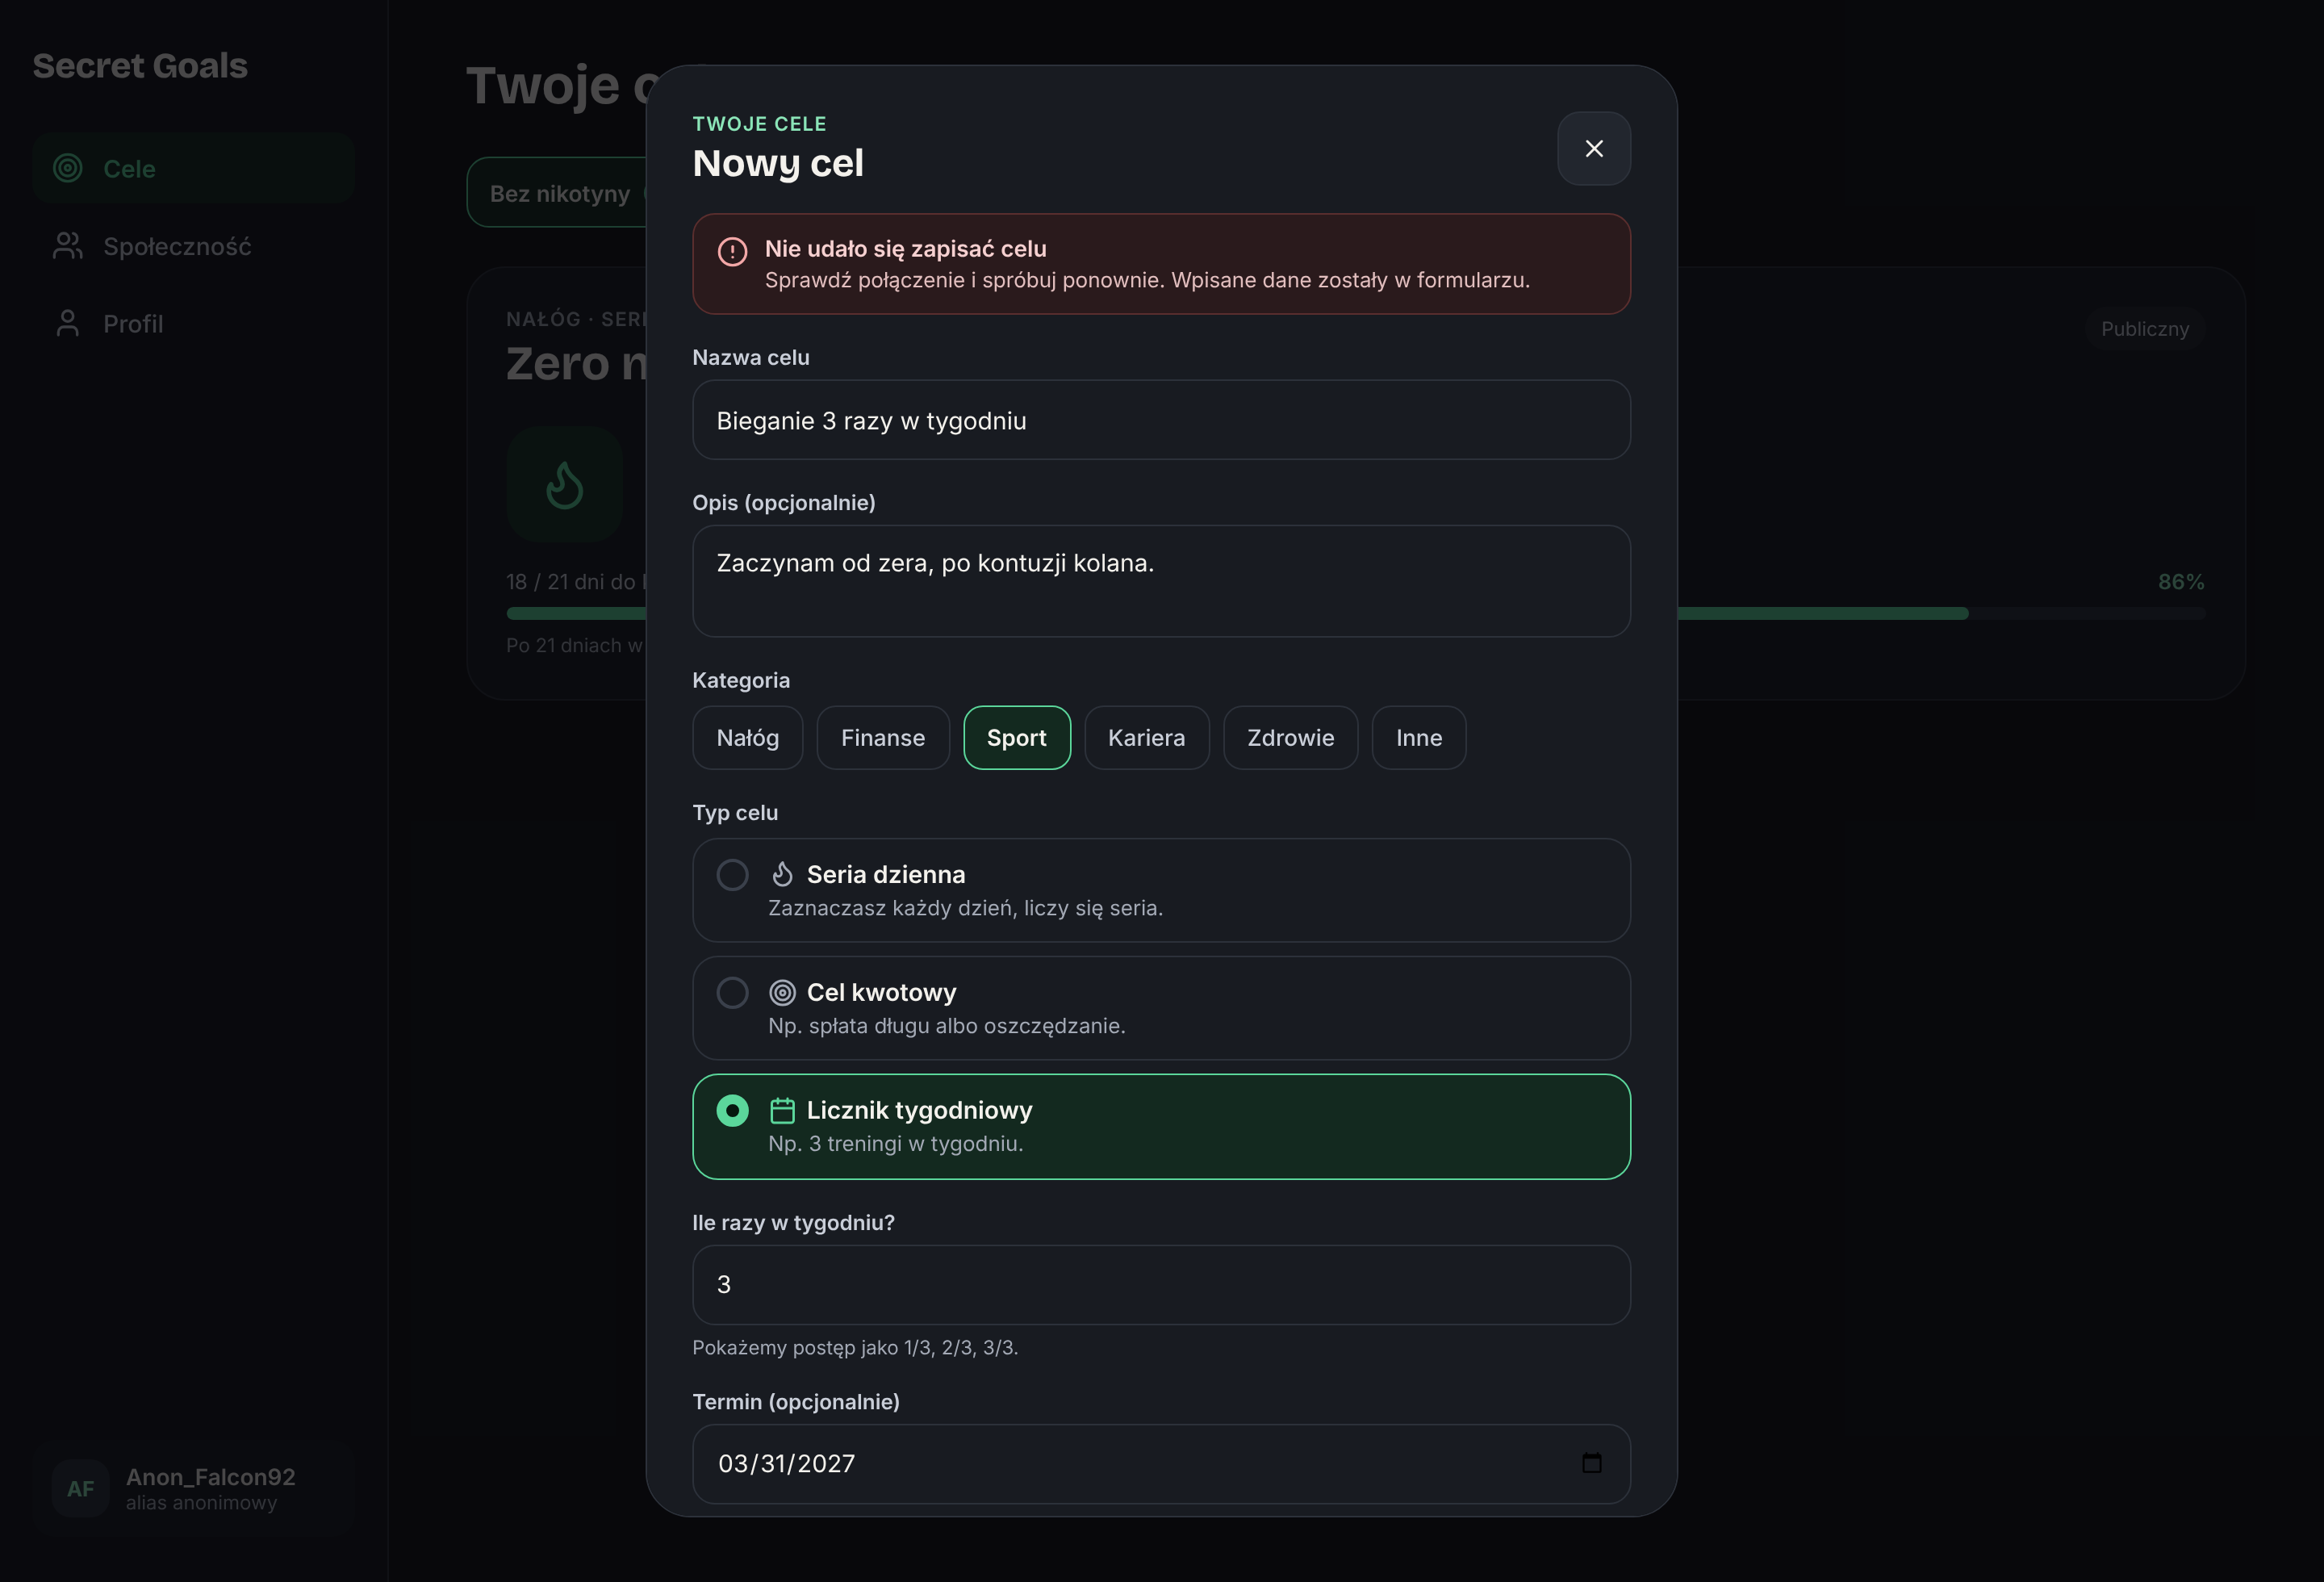 Secret Goals
Cele
Społeczność
Profil
AF
Anon_Falcon92
alias anonimowy
Twoje
Bez nikotyny
NAŁÓG · SERI
Zero
Publiczny
18 / 21 dni do
86%
Po 21 dniach w
TWOJE CELE
Nowy cel
Nie udało się zapisać celu
Sprawdź połączenie i spróbuj ponownie. Wpisane dane zostały w formularzu.
Nazwa celu
Bieganie 3 razy w tygodniu
Opis (opcjonalnie)
Zaczynam od zera, po kontuzji kolana.
Kategoria
Nałóg
Finanse
Sport
Kariera
Zdrowie
Inne
Typ celu
Seria dzienna
Zaznaczasz każdy dzień, liczy się seria.
Cel kwotowy
Np. spłata długu albo oszczędzanie.
Licznik tygodniowy
Np. 3 treningi w tygodniu.
Ile razy w tygodniu?
3
Pokażemy postęp jako 1/3, 2/3, 3/3.
Termin (opcjonalnie)
03/31/2027